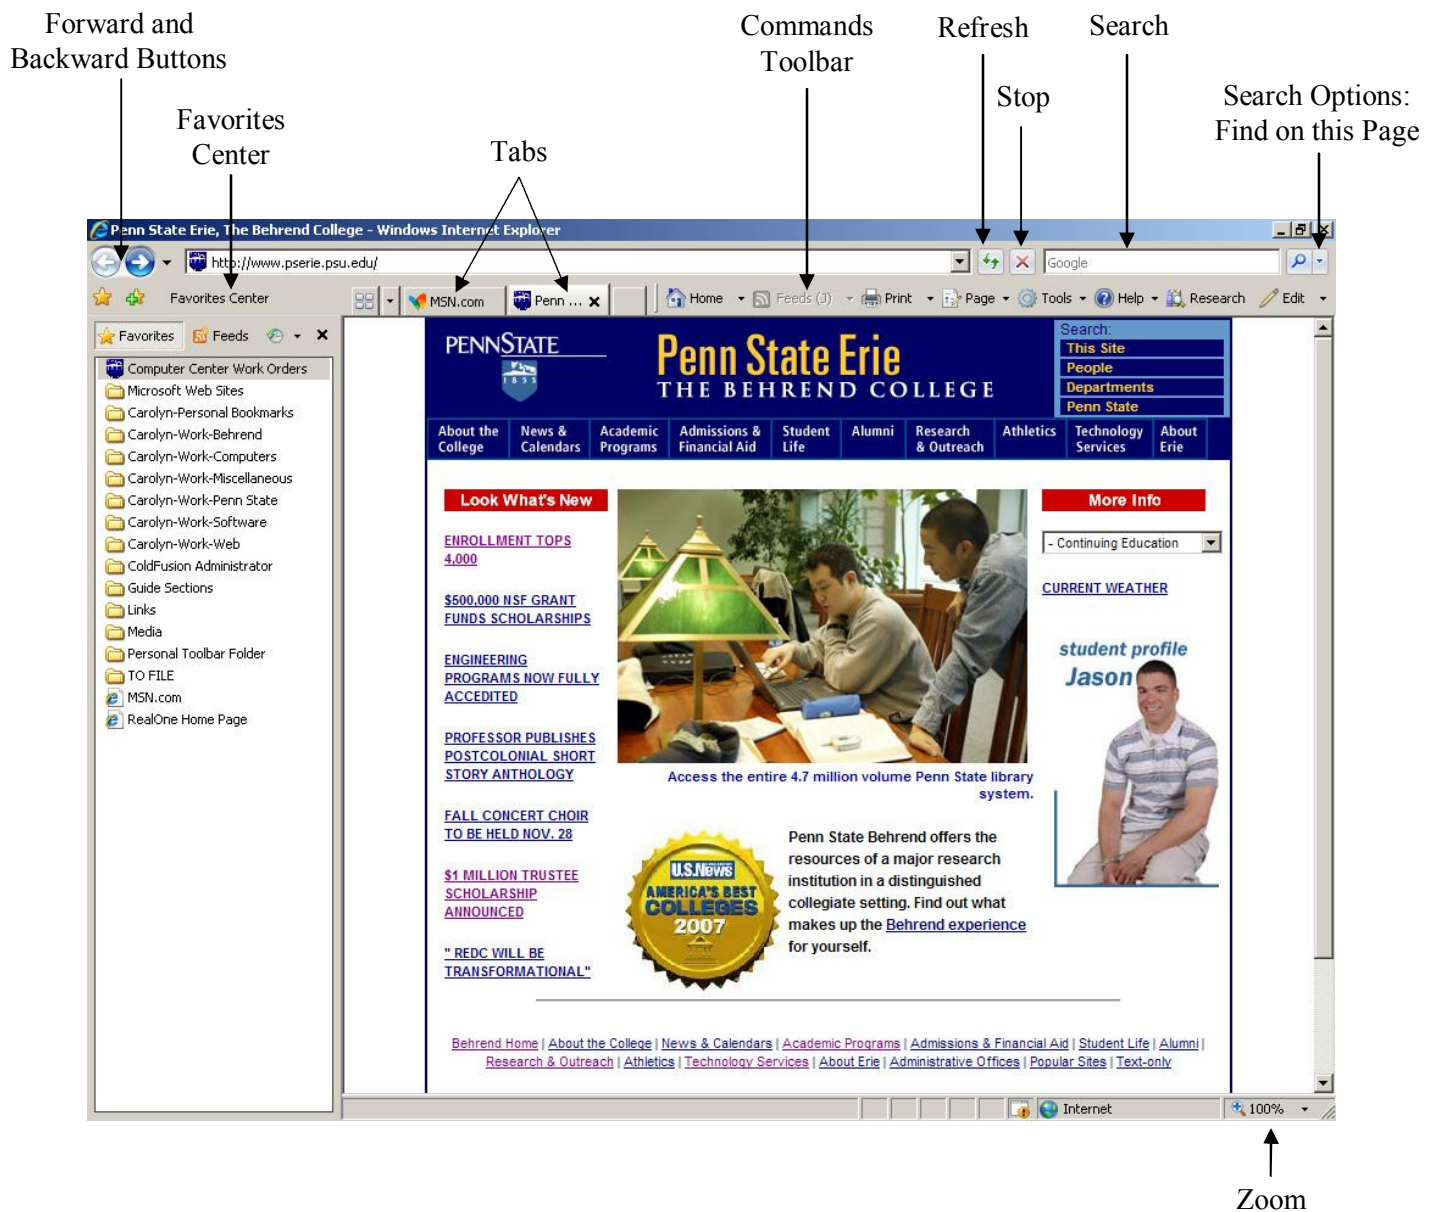 Forward and
Backward Buttons
Favorites
Center
Tabs
Commands
Toolbar
Refresh
Stop
Search
Search Options:
Find on this Page
Penn State Erie, The Behrend College - Windows Internet Explorer
http://www.pserie.psu.edu/
Google
Favorites Center
MSN.com
Penn ...
Home
Feeds (J)
Print
Page
Tools
Help
Research
Edit
Favorites
Feeds
Computer Center Work Orders
Microsoft Web Sites
Carolyn-Personal Bookmarks
Carolyn-Work-Behrend
Carolyn-Work-Computers
Carolyn-Work-Miscellaneous
Carolyn-Work-Penn State
Carolyn-Work-Software
Carolyn-Work-Web
ColdFusion Administrator
Guide Sections
Links
Media
Personal Toolbar Folder
TO FILE
MSN.com
RealOne Home Page
PENNSTATE
1855
Penn State Erie
THE BEHREND COLLEGE
Search:
This Site
People
Departments
Penn State
About the
College
News &
Calendars
Academic
Programs
Admissions &
Financial Aid
Student
Life
Alumni
Research
& Outreach
Athletics
Technology
Services
About
Erie
Look What's New
ENROLLMENT TOPS
4,000
$500,000 NSF GRANT
FUNDS SCHOLARSHIPS
ENGINEERING
PROGRAMS NOW FULLY
ACCEDITED
PROFESSOR PUBLISHES
POSTCOLONIAL SHORT
STORY ANTHOLOGY
FALL CONCERT CHOIR
TO BE HELD NOV. 28
$1 MILLION TRUSTEE
SCHOLARSHIP
ANNOUNCED
" REDC WILL BE
TRANSFORMATIONAL"
Access the entire 4.7 million volume Penn State library
system.
U.S.News
AMERICA'S BEST
COLLEGES
2007
Penn State Behrend offers the
resources of a major research
institution in a distinguished
collegiate setting. Find out what
makes up the Behrend experience
for yourself.
More Info
- Continuing Education
CURRENT WEATHER
student profile
Jason
Behrend Home | About the College | News & Calendars | Academic Programs | Admissions & Financial Aid | Student Life | Alumni |
Research & Outreach | Athletics | Technology Services | About Erie | Administrative Offices | Popular Sites | Text-only
Internet
100%
Zoom